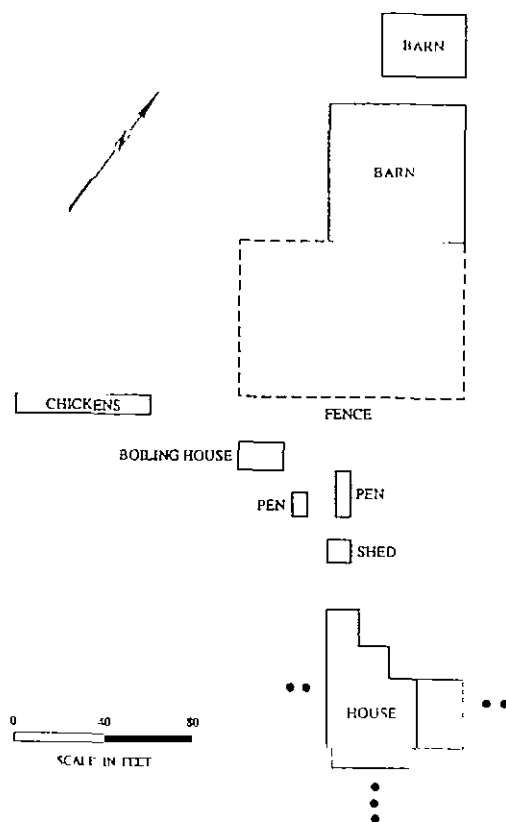 BARN
BARN
CHICKENS
FENCE
BOILING HOUSE
PEN
PEN
SHED
HOUSE
0 40 80
SCALE IN FEET